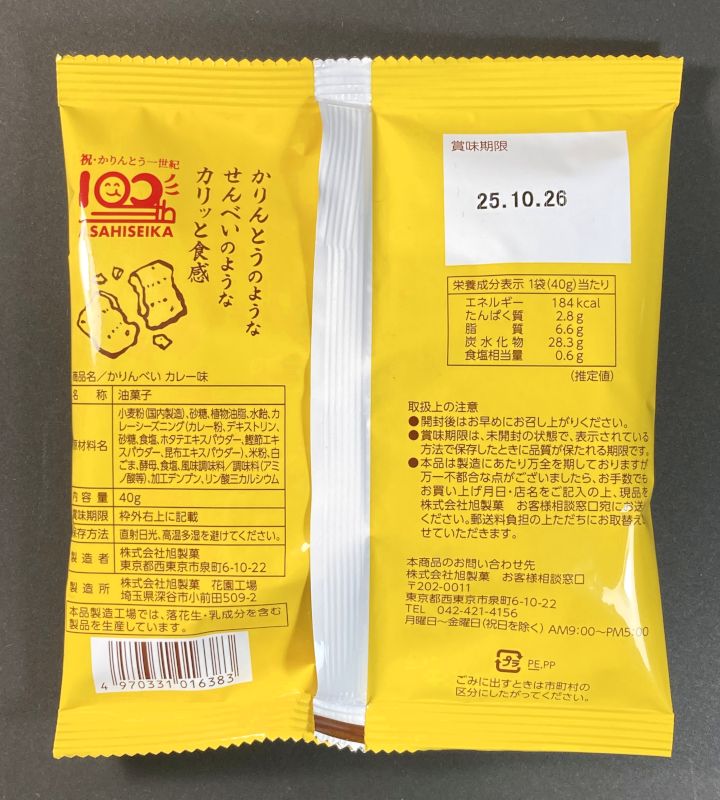 祝・かりんとう一世紀
100th
ASAHISEIKA
かりんとうのような
せんべいのような
カリッと食感
商品名／かりんべい カレー味
名 称 油菓子
原材料名 小麦粉(国内製造)、砂糖、植物油脂、水飴、カ
レーシーズニング(カレー粉、デキストリン、
砂糖、食塩、ホタテエキスパウダー、鰹節エキ
スパウダー、昆布エキスパウダー)、米粉、白
ごま、酵母、食塩、風味調味料／調味料(アミ
ノ酸等)、加工デンプン、リン酸三カルシウム
内容量 40g
賞味期限 枠外右上に記載
保存方法 直射日光、高温多湿を避けてください。
製造者 株式会社旭製菓
東京都西東京市泉町6-10-22
製造所 株式会社旭製菓 花園工場
埼玉県深谷市小前田509-2
本品製造工場では、落花生・乳成分を含む
製品を生産しています。
4 970331 016383
賞味期限
25.10.26
栄養成分表示 1袋(40g)当たり
エネルギー 184kcal
たんぱく質 2.8g
脂質 6.6g
炭水化物 28.3g
食塩相当量 0.6g
(推定値)
取扱上の注意
●開封後はお早めにお召し上がりください。
●賞味期限は、未開封の状態で、表示されている
方法で保存したときに品質が保たれる期限です。
●本品は製造にあたり万全を期しておりますが
万一不都合な点がございましたら、お手数でも
お買い上げ月日・店名をご記入の上、現品を
株式会社旭製菓 お客様相談窓口宛にお送
ください。郵送料負担の上ただちにお取替え
せていただきます。
本商品のお問い合わせ先
株式会社旭製菓 お客様相談窓口
〒202-0011
東京都西東京市泉町6-10-22
TEL 042-421-4156
月曜日～金曜日(祝日を除く) AM9:00～PM5:00
プラ PE,PP
ごみに出すときは市町村の
区分にしたがってください。